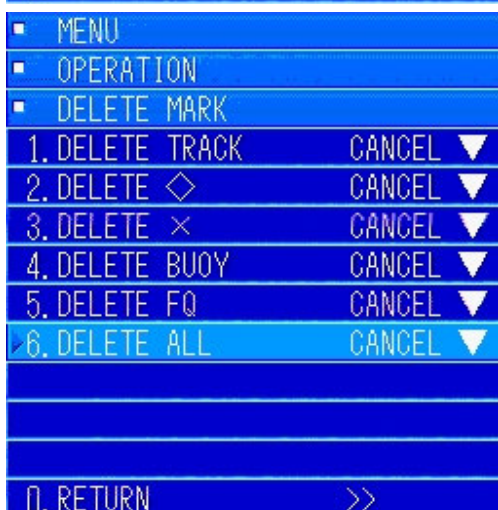 MENU
OPERATION
DELETE MARK
1. DELETE TRACK CANCEL ▼
2. DELETE ◇ CANCEL ▼
3. DELETE × CANCEL ▼
4. DELETE BUOY CANCEL ▼
5. DELETE FQ CANCEL ▼
6. DELETE ALL CANCEL ▼
0. RETURN >>